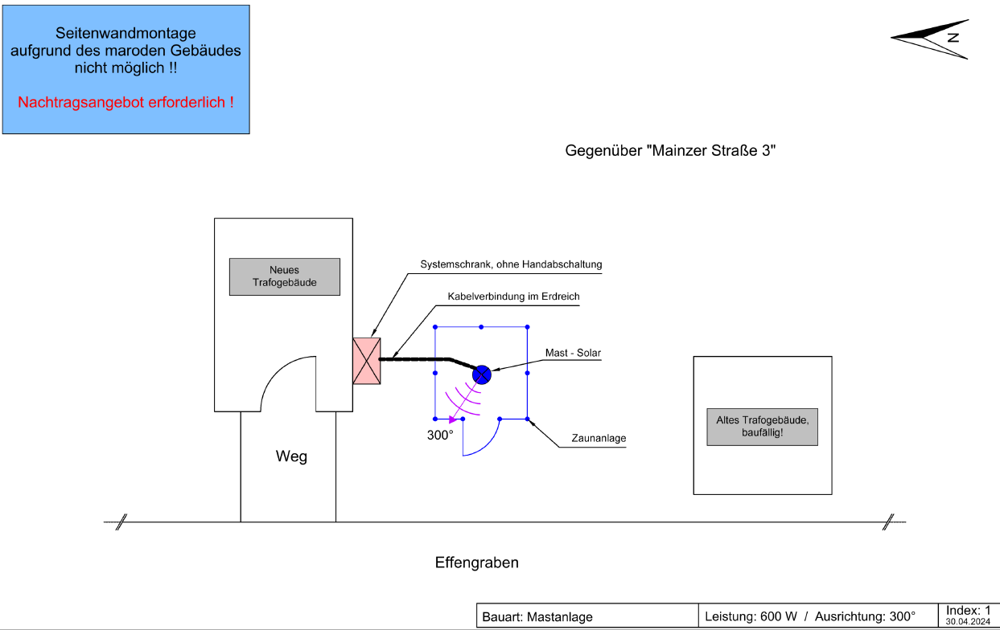 Seitenwandmontage
aufgrund des maroden Gebäudes
nicht möglich !!
Nachtragsangebot erforderlich !
N
Gegenüber "Mainzer Straße 3"
Neues
Trafogebäude
Systemschrank, ohne Handabschaltung
Kabelverbindung im Erdreich
Mast - Solar
300°
Zaunanlage
Altes Trafogebäude,
baufällig!
Weg
Effengraben
Bauart: Mastanlage
Leistung: 600 W / Ausrichtung: 300°
Index: 1
30.04.2024